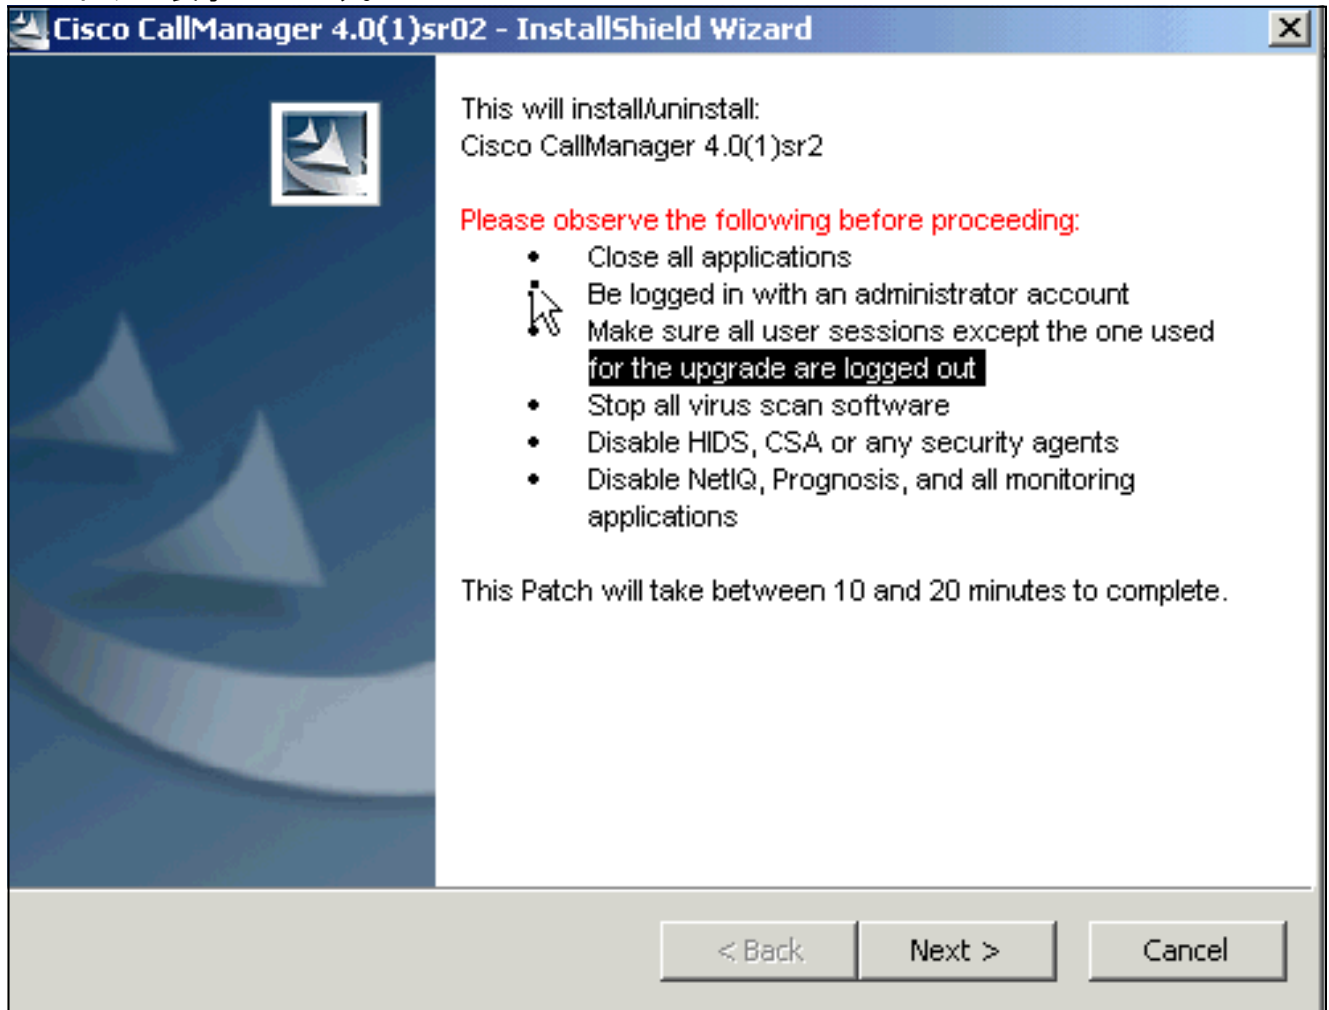 Cisco CallManager 4.0(1)sr02 - InstallShield Wizard
This will install/uninstall:
Cisco CallManager 4.0(1)sr2
Please observe the following before proceeding:
• Close all applications
• Be logged in with an administrator account
• Make sure all user sessions except the one used
for the upgrade are logged out
• Stop all virus scan software
• Disable HIDS, CSA or any security agents
• Disable NetIQ, Prognosis, and all monitoring
applications
This Patch will take between 10 and 20 minutes to complete.
< Back
Next >
Cancel